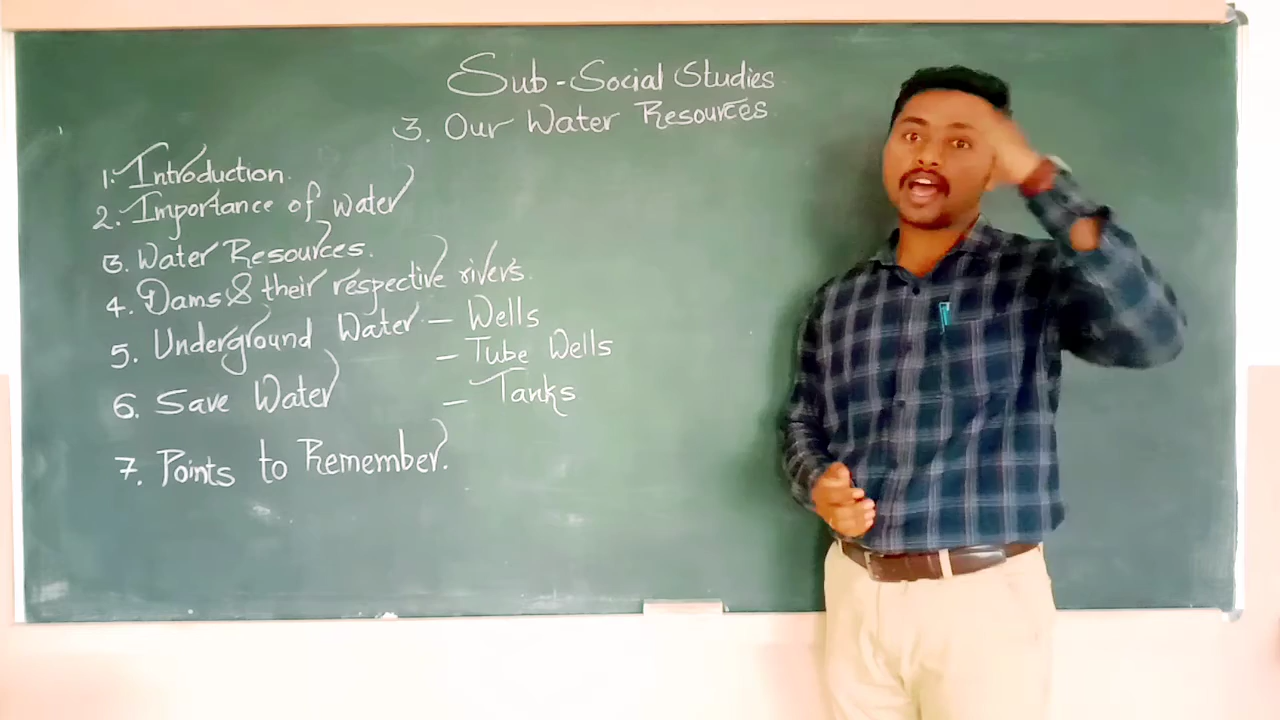 Sub - Social Studies
3. Our Water Resources
1. Introduction.
2. Importance of water
3. Water Resources.
4. Dams & their respective rivers.
5. Underground Water - Wells
- Tube Wells
- Tanks
6. Save Water
7. Points to Remember.